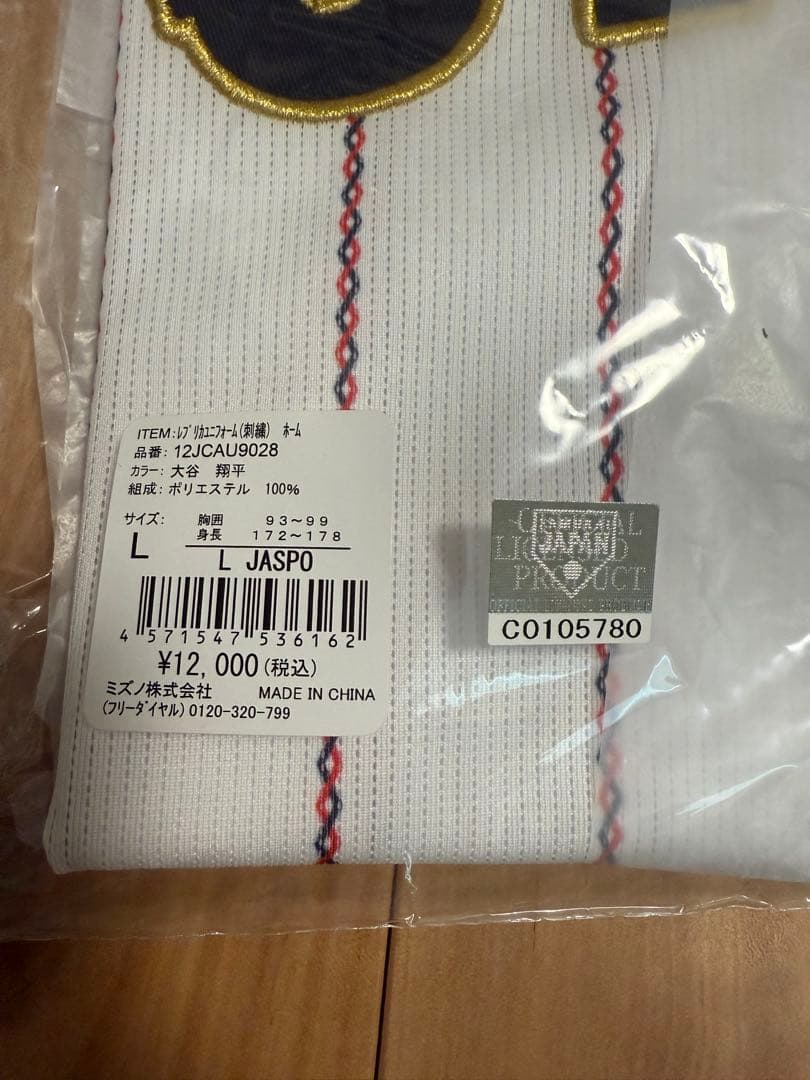 ITEM:ﾚﾌﾟﾘｶﾕﾆﾌｫｰﾑ(刺繍) ﾎｰﾑ
品番: 12JCAU9028
カラー: 大谷 翔平
組成: ポリエステル 100%
サイズ: 胸囲 93~99
L 身長 172~178
L JASPO
4 571547 536162
¥12,000(税込)
ミズノ株式会社 MADE IN CHINA
(フリーダイヤル) 0120-320-799
JAPAN
PRODUCT
C0105780